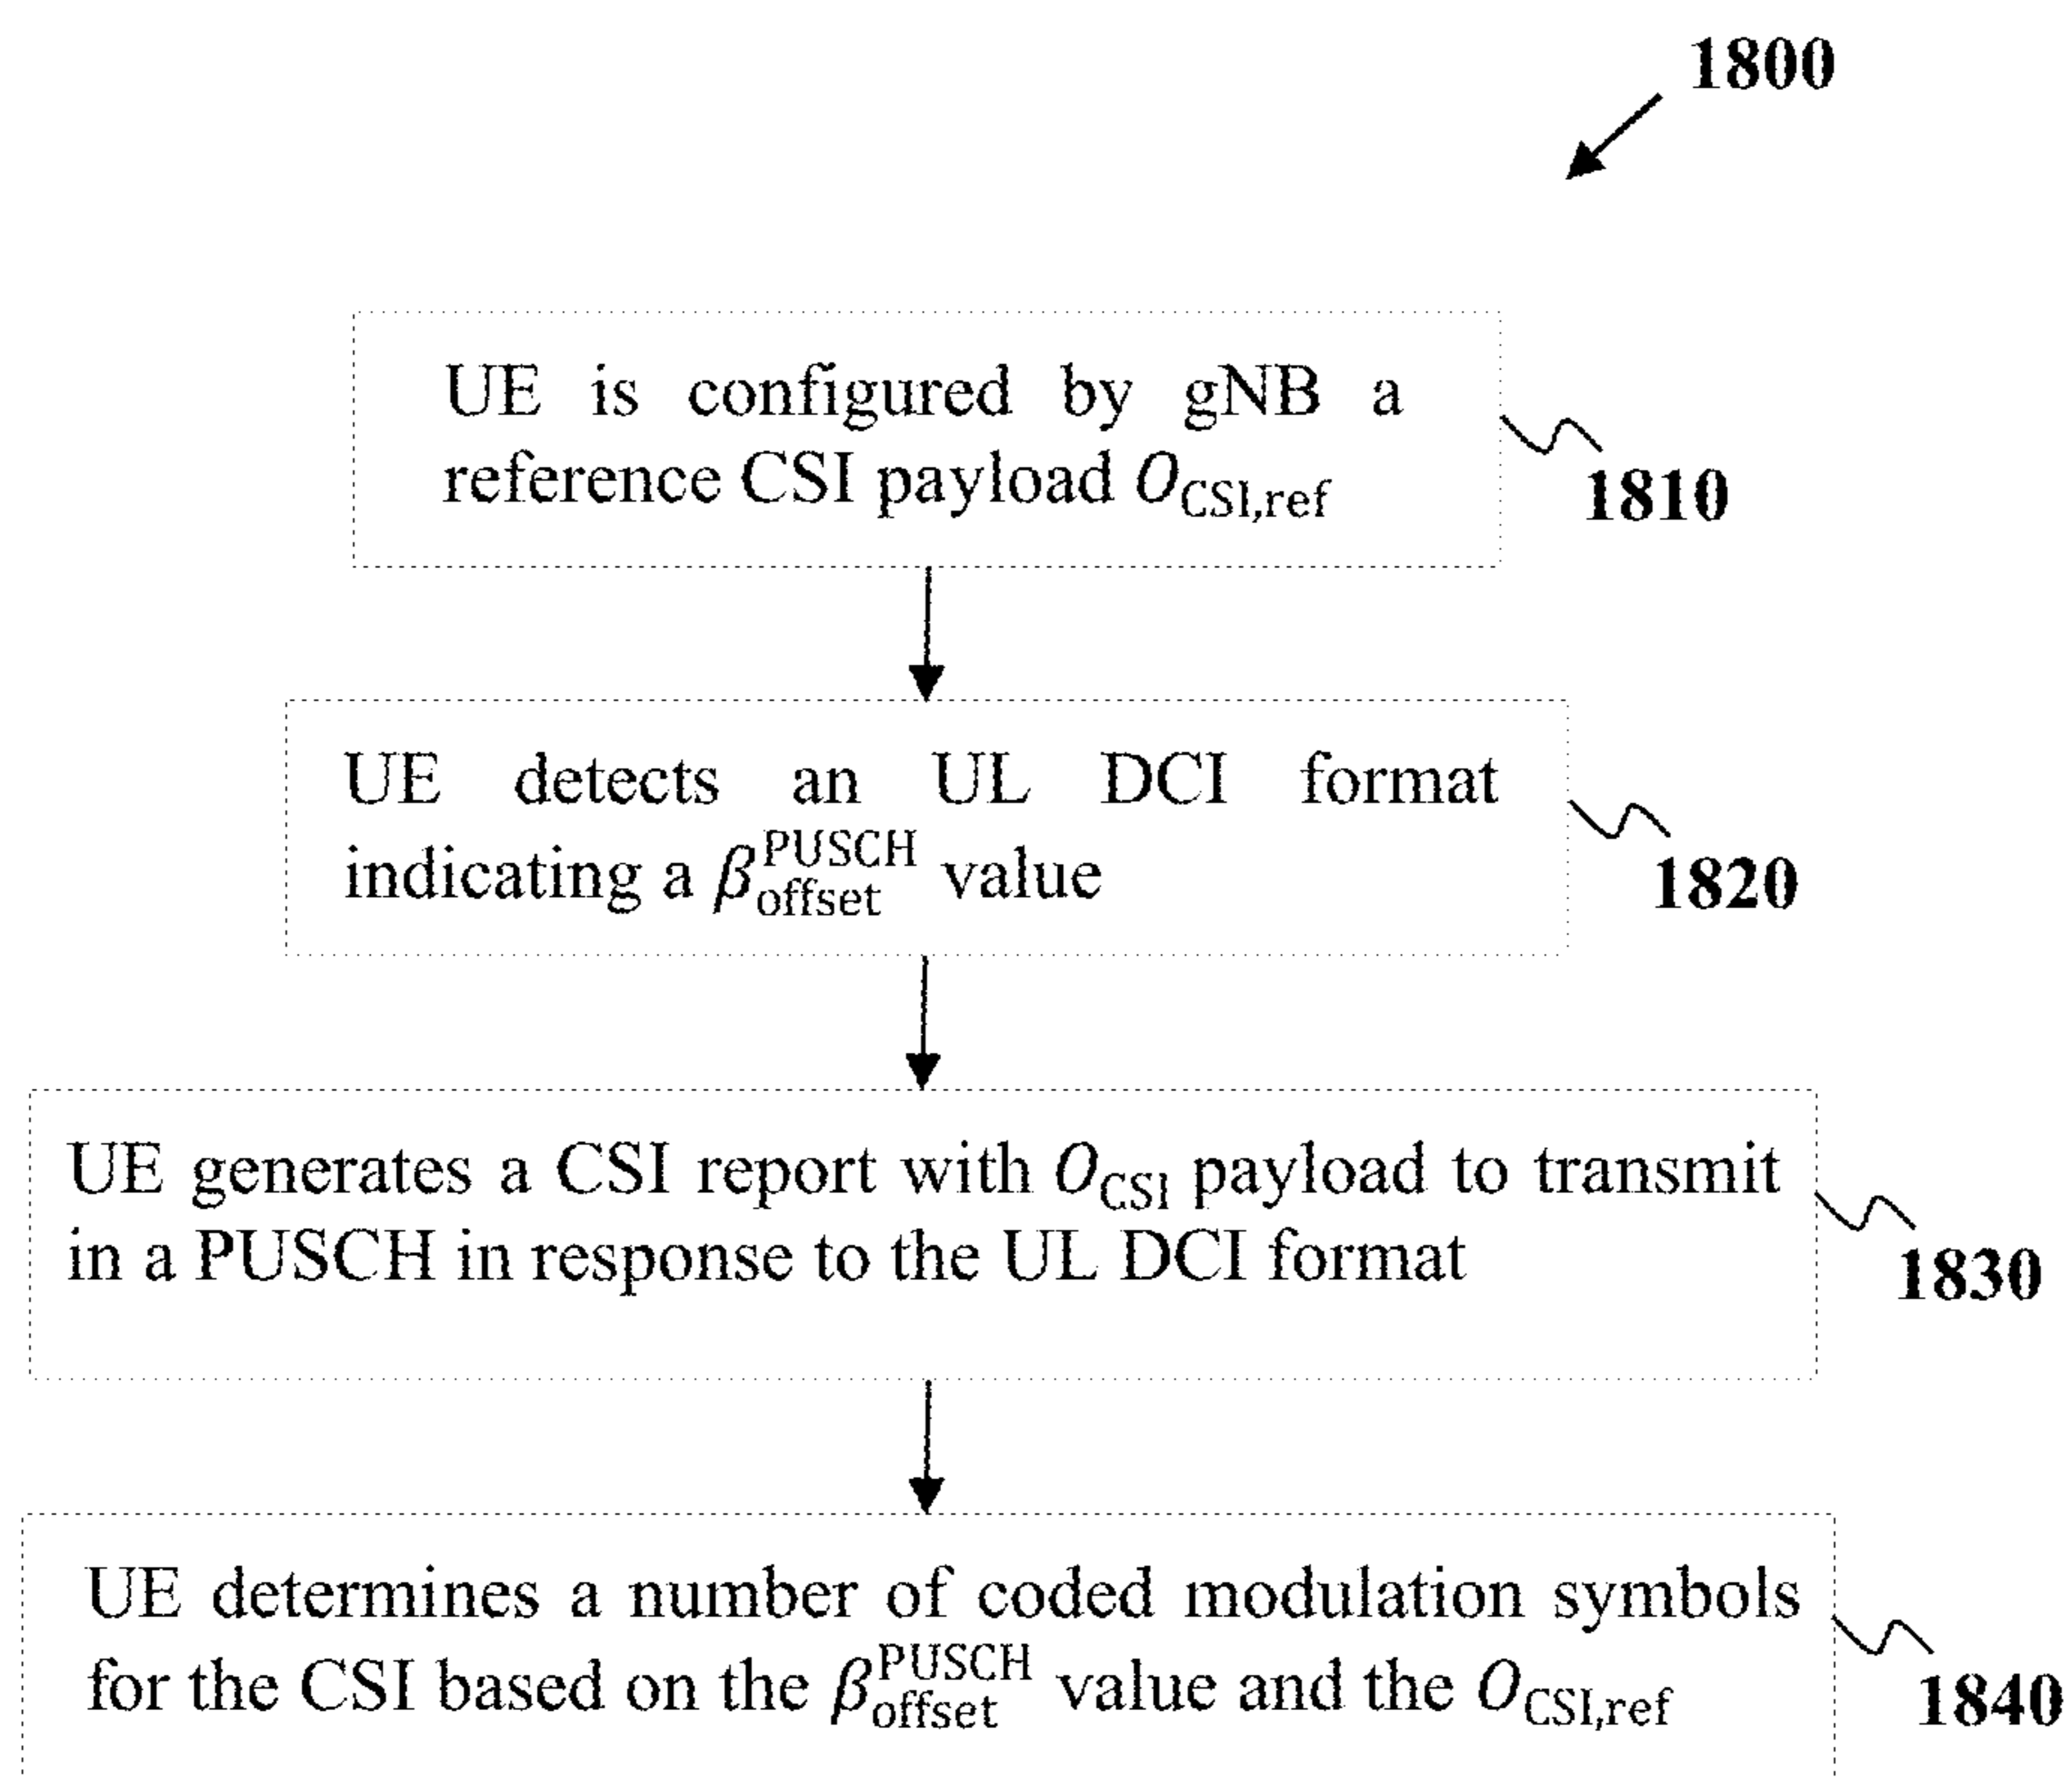 1800
UE is configured by gNB a
reference CSI payload O_CSI,ref
1810
UE detects an UL DCI format
indicating a β_offset^PUSCH value
1820
UE generates a CSI report with O_CSI payload to transmit
in a PUSCH in response to the UL DCI format
1830
UE determines a number of coded modulation symbols
for the CSI based on the β_offset^PUSCH value and the O_CSI,ref
1840